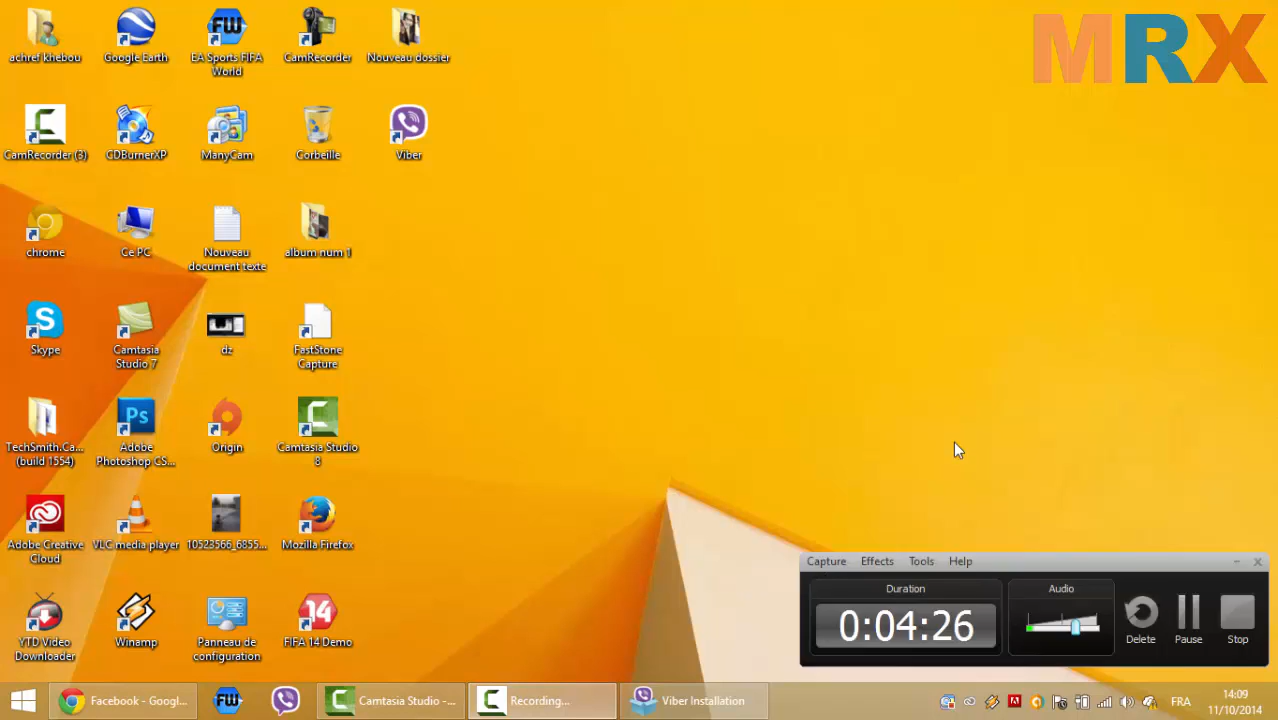 MRX
achref khebou
Google Earth
EA Sports FIFA
World
CamRecorder
Nouveau dossier
CamRecorder (3)
CDBurnerXP
ManyCam
Corbeille
Viber
chrome
Ce PC
Nouveau
document texte
album num 1
Skype
Camtasia
Studio 7
dz
FastStone
Capture
TechSmith.Ca...
(build 1554)
Adobe
Photoshop CS...
Origin
Camtasia Studio
8
Adobe Creative
Cloud
VLC media player
10523566_6855...
Mozilla Firefox
YTD Video
Downloader
Winamp
Panneau de
configuration
FIFA 14 Demo
Capture Effects Tools Help
Duration
Audio
0:04:26
Delete
Pause
Stop
Facebook - Googl...
FW
Camtasia Studio -...
Recording...
Viber Installation
FRA
14:09
11/10/2014